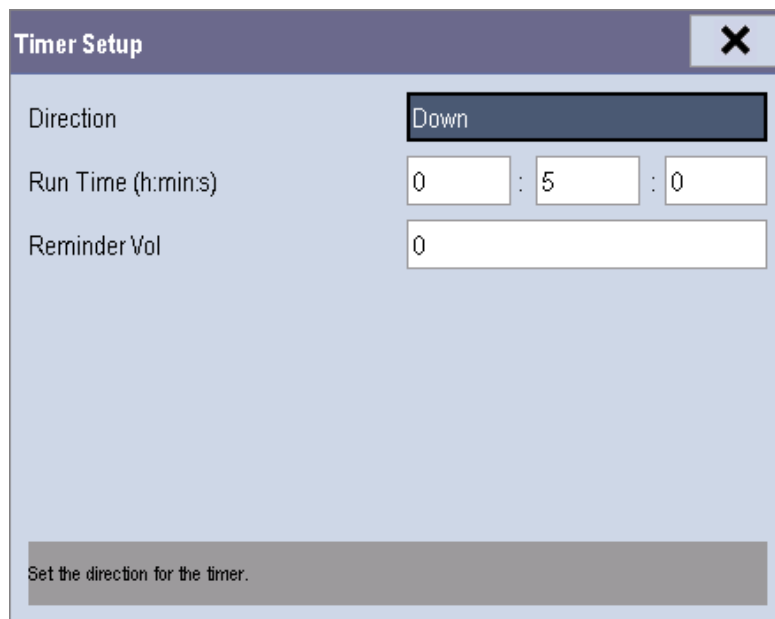 Timer Setup
Direction Down
Run Time (h:min:s) 0 : 5 : 0
Reminder Vol 0
Set the direction for the timer.